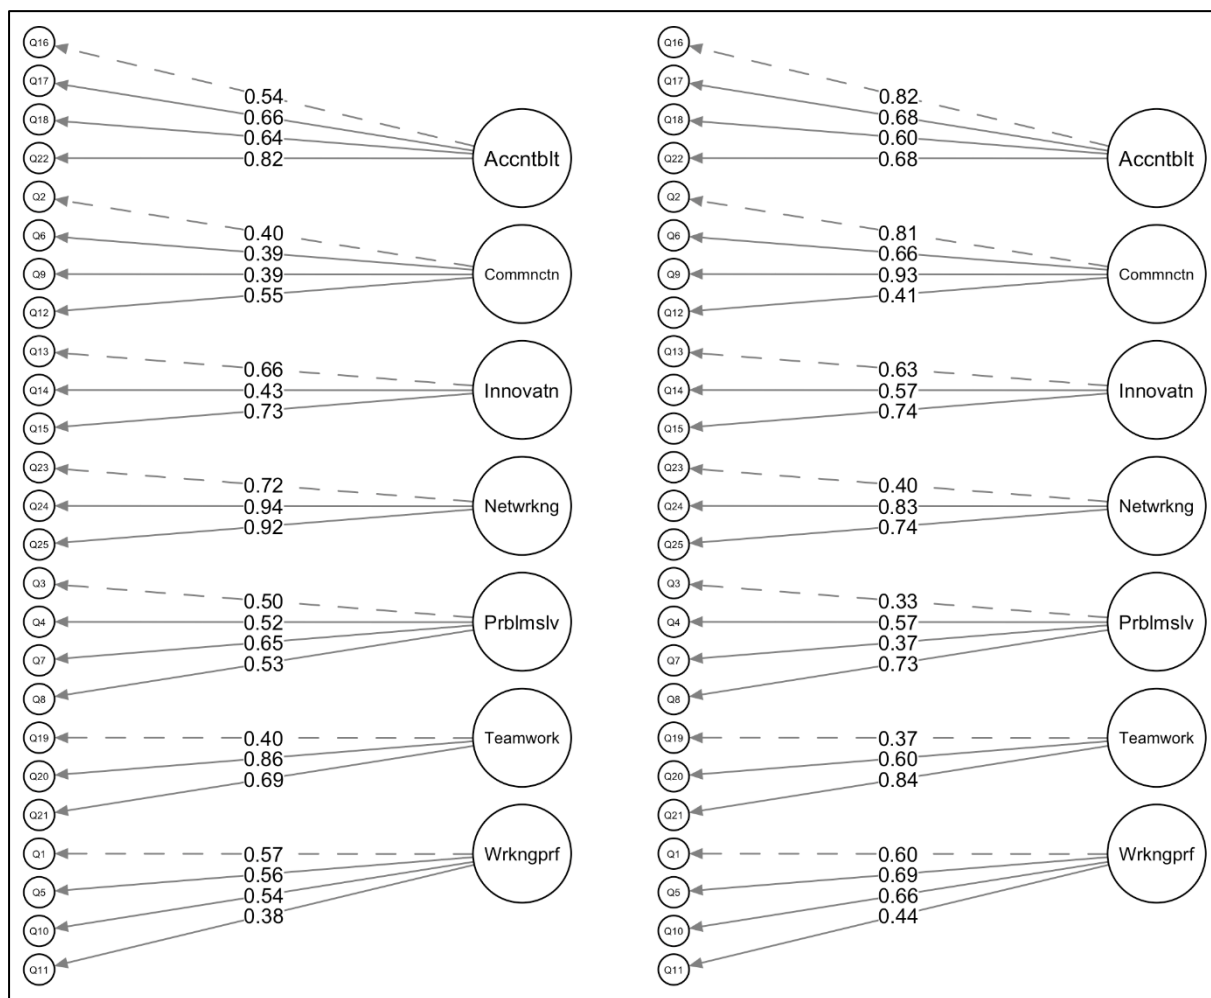 Q16
Q17
Q18
Q22
0.54
0.66
0.64
0.82
Accntblt
Q2
Q6
Q9
Q12
0.40
0.39
0.39
0.55
Commnctn
Q13
Q14
Q15
0.66
0.43
0.73
Innovatn
Q23
Q24
Q25
0.72
0.94
0.92
Netwrkng
Q3
Q4
Q7
Q8
0.50
0.52
0.65
0.53
Prblmslv
Q19
Q20
Q21
0.40
0.86
0.69
Teamwork
Q1
Q5
Q10
Q11
0.57
0.56
0.54
0.38
Wrkngprf
Q16
Q17
Q18
Q22
0.82
0.68
0.60
0.68
Accntblt
Q2
Q6
Q9
Q12
0.81
0.66
0.93
0.41
Commnctn
Q13
Q14
Q15
0.63
0.57
0.74
Innovatn
Q23
Q24
Q25
0.40
0.83
0.74
Netwrkng
Q3
Q4
Q7
Q8
0.33
0.57
0.37
0.73
Prblmslv
Q19
Q20
Q21
0.37
0.60
0.84
Teamwork
Q1
Q5
Q10
Q11
0.60
0.69
0.66
0.44
Wrkngprf